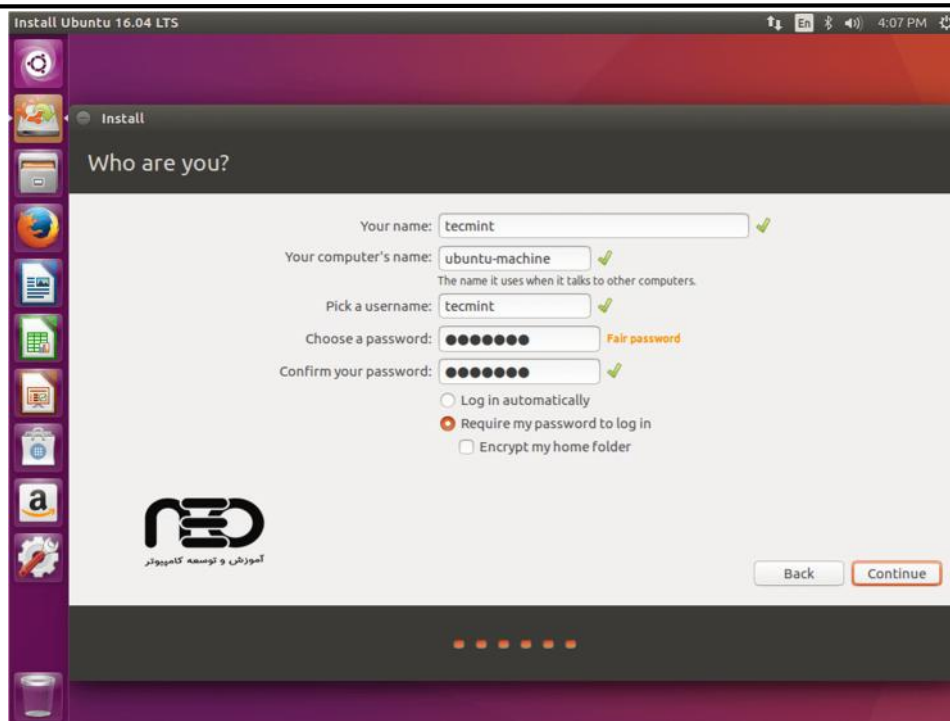 Install Ubuntu 16.04 LTS
En 4:07 PM
Install
Who are you?
Your name: tecmint
Your computer's name: ubuntu-machine
The name it uses when it talks to other computers.
Pick a username: tecmint
Choose a password: ●●●●●●● Fair password
Confirm your password: ●●●●●●●
Log in automatically
Require my password to log in
Encrypt my home folder
a
NEO
آموزش و توسعه کامپیوتر
Back Continue